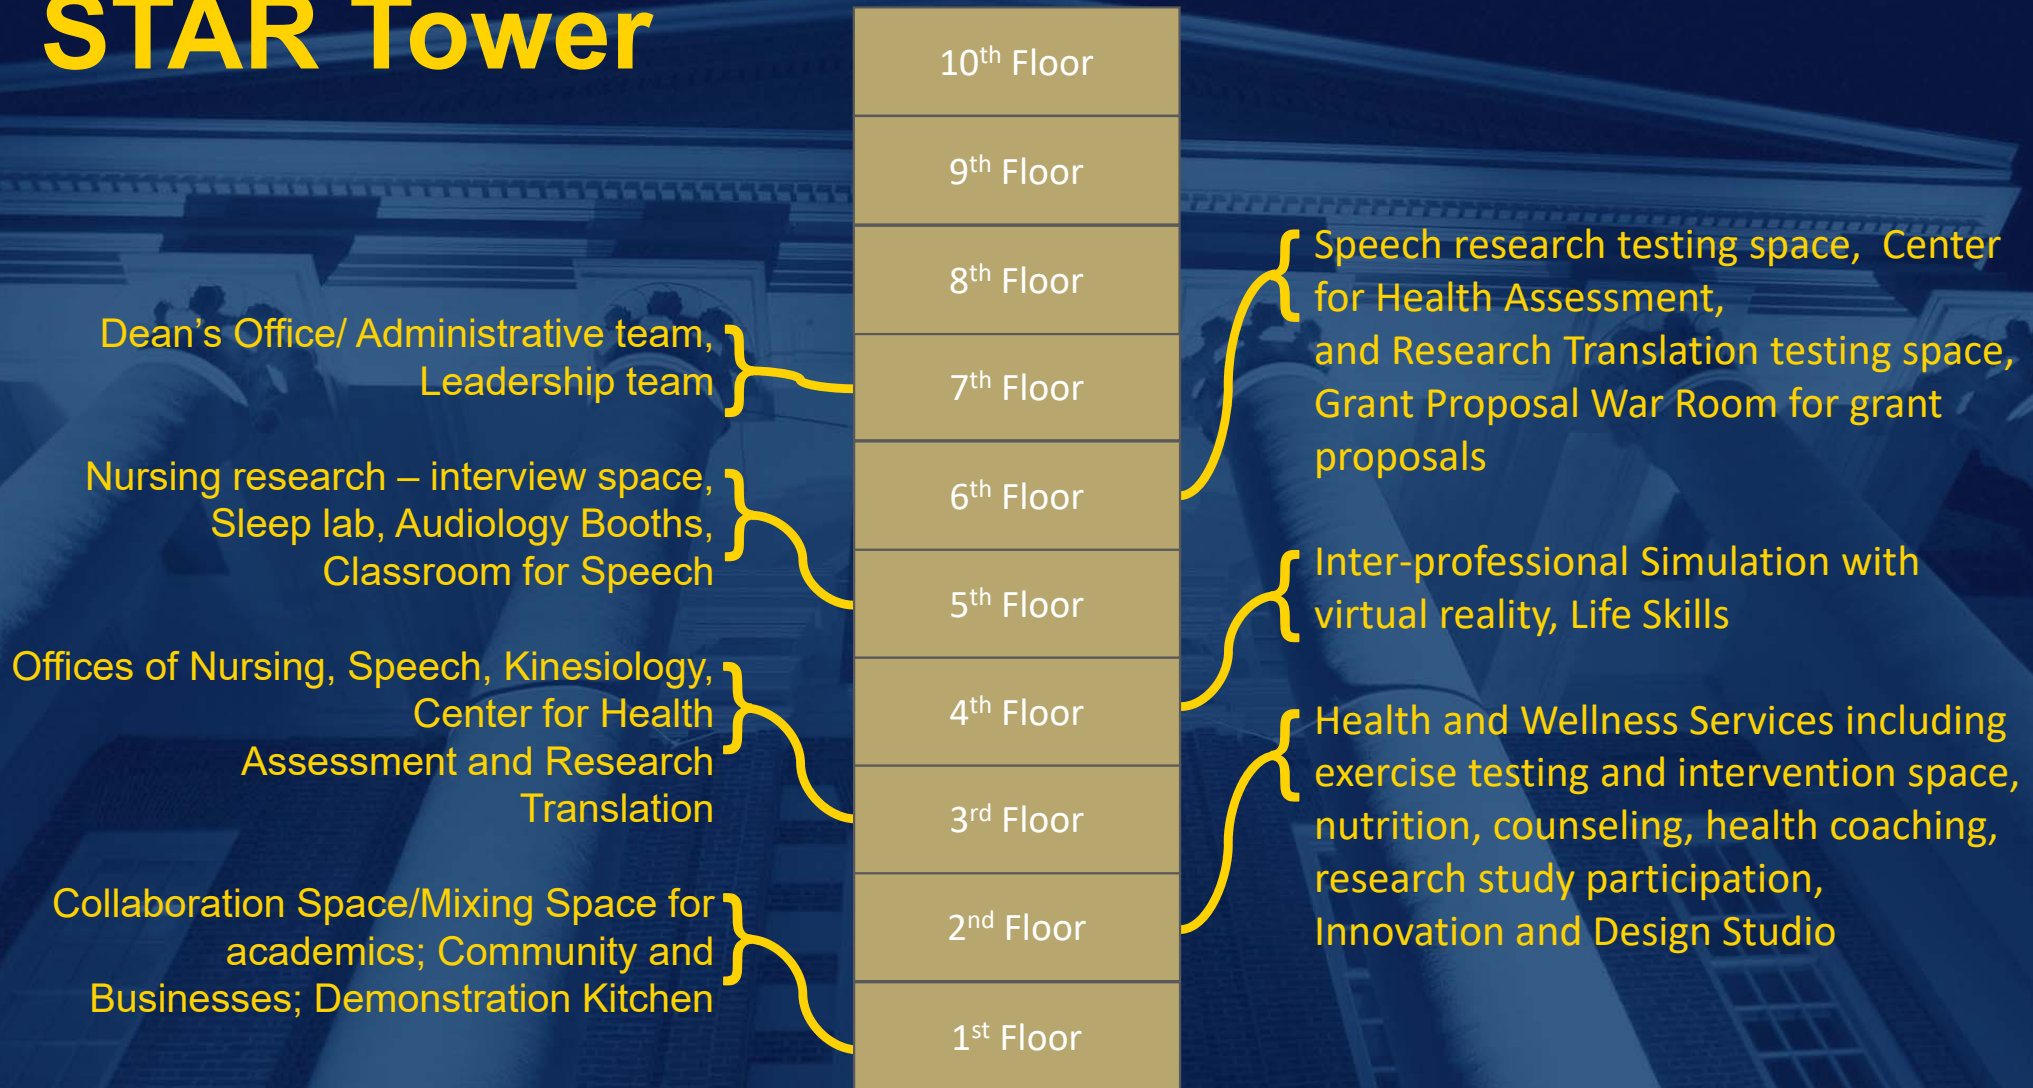 STAR Tower
10th Floor
9th Floor
8th Floor
7th Floor
6th Floor
5th Floor
4th Floor
3rd Floor
2nd Floor
1st Floor
Dean’s Office/ Administrative team,
Leadership team
Nursing research – interview space,
Sleep lab, Audiology Booths,
Classroom for Speech
Offices of Nursing, Speech, Kinesiology,
Center for Health
Assessment and Research
Translation
Collaboration Space/Mixing Space for
academics; Community and
Businesses; Demonstration Kitchen
Speech research testing space,  Center
for Health Assessment,
and Research Translation testing space,
Grant Proposal War Room for grant
proposals
Inter-professional Simulation with
virtual reality, Life Skills
Health and Wellness Services including
exercise testing and intervention space,
nutrition, counseling, health coaching,
research study participation,
Innovation and Design Studio